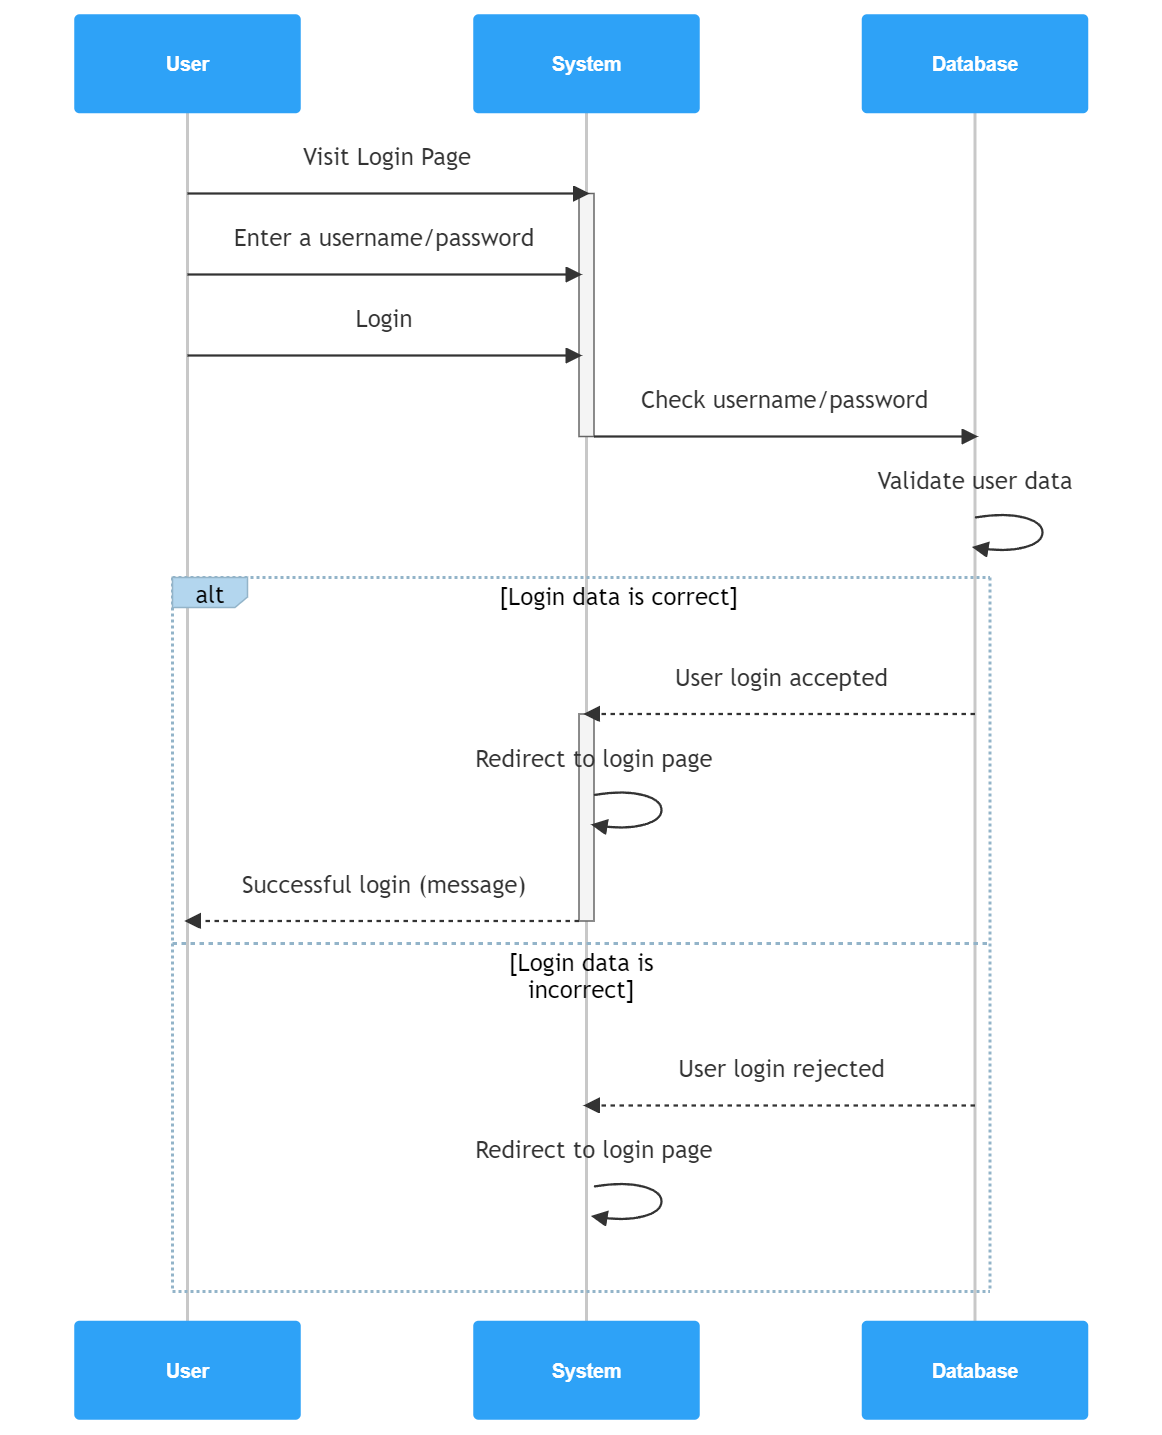 User
System
Database
Visit Login Page
Enter a username/password
Login
Check username/password
Validate user data
alt
[Login data is correct]
User login accepted
Redirect to login page
Successful login (message)
[Login data is
incorrect]
User login rejected
Redirect to login page
User
System
Database